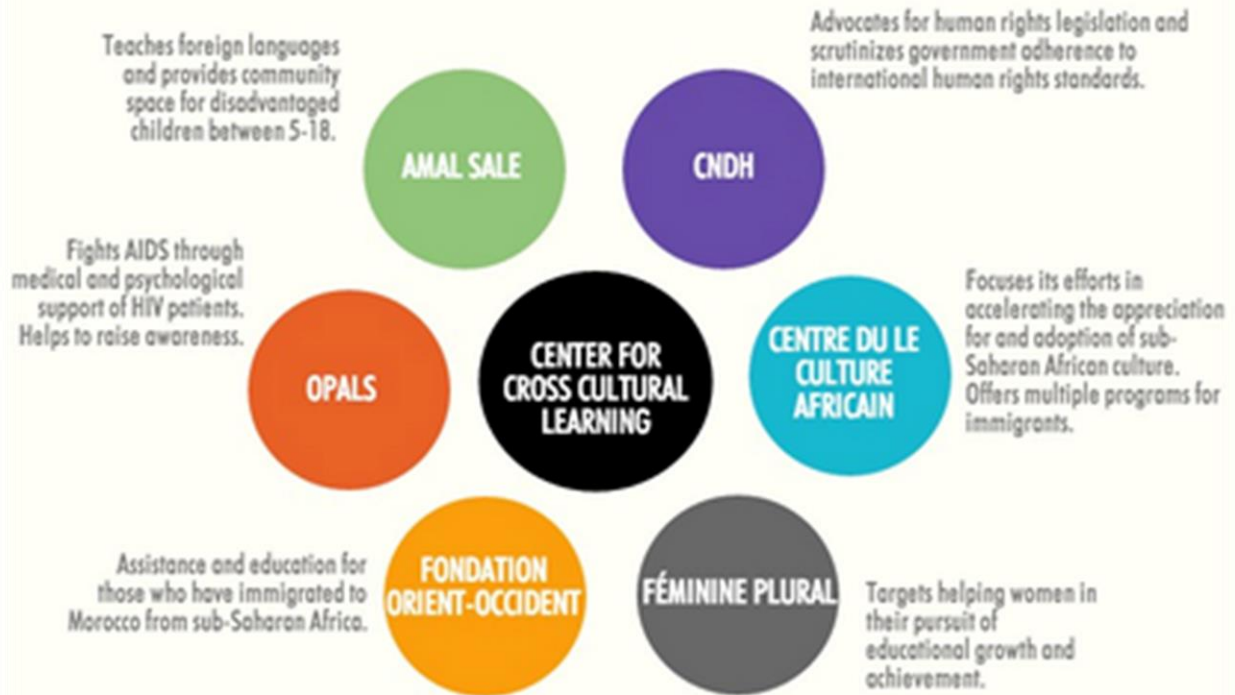 Teaches foreign languages
and provides community
space for disadvantaged
children between 5-18.
AMAL SALE
CNDH
Advocates for human rights legislation and
scrutinizes government adherence to
international human rights standards.
Fights AIDS through
medical and psychological
support of HIV patients.
Helps to raise awareness.
OPALS
CENTER FOR
CROSS CULTURAL
LEARNING
CENTRE DU LE
CULTURE
AFRICAIN
Focuses its efforts in
accelerating the appreciation
for and adoption of sub-
Saharan African culture.
Offers multiple programs for
immigrants.
Assistance and education for
those who have immigrated to
Morocco from sub-Saharan Africa.
FONDATION
ORIENT-OCCIDENT
FÉMININE PLURAL
Targets helping women in
their pursuit of
educational growth and
achievement.